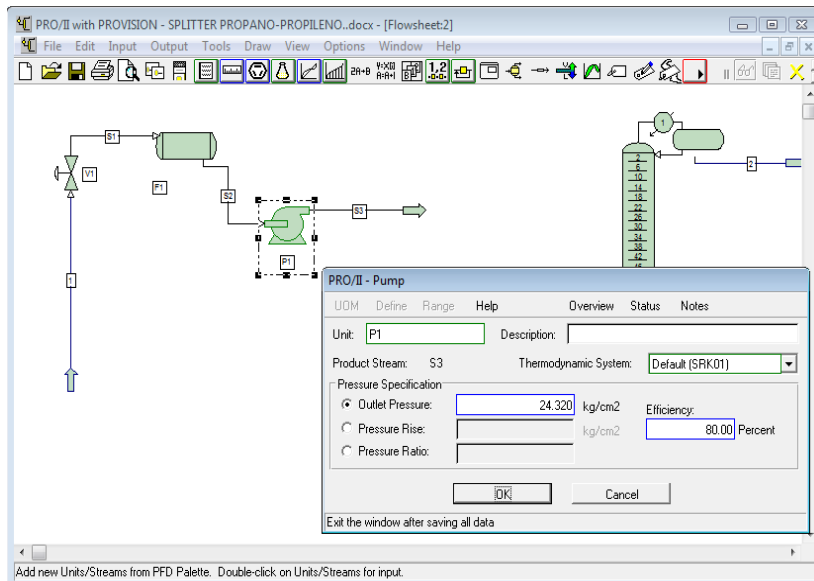 PRO/II with PROVISION - SPLITTER PROPANO-PROPILENO..docx - [Flowsheet:2]
File Edit Input Output Tools Draw View Options Window Help
2A+B
1,2
S1
1
V1
F1
2
6
10
14
18
22
26
30
34
38
42
46
2
S2
S3
P1
1
PRO/II - Pump
UOM Define Range Help Overview Status Notes
Unit: P1 Description:
Product Stream: S3 Thermodynamic System: Default (SRK01)
Pressure Specification
Outlet Pressure: 24.320 kg/cm2 Efficiency:
Pressure Rise: kg/cm2 80.00 Percent
Pressure Ratio:
OK Cancel
Exit the window after saving all data
Add new Units/Streams from PFD Palette. Double-click on Units/Streams for input.